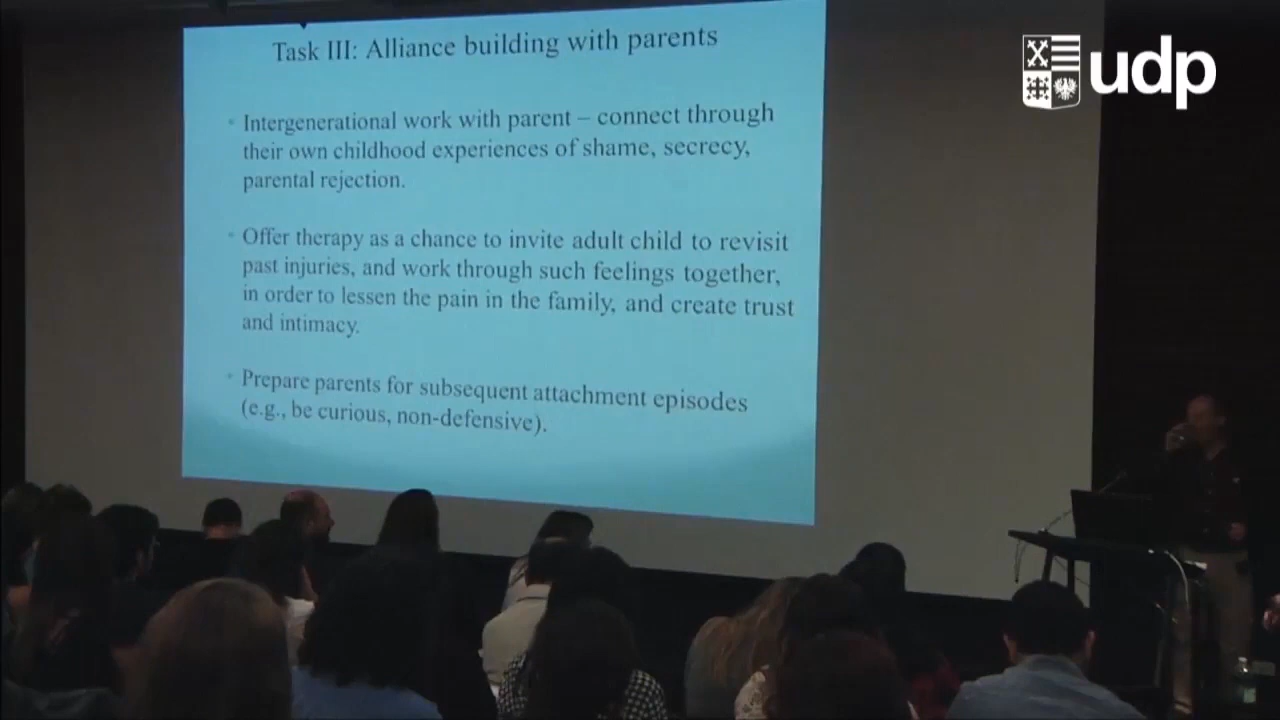 udp
Task III: Alliance building with parents
Intergenerational work with parent – connect through
their own childhood experiences of shame, secrecy,
parental rejection.
Offer therapy as a chance to invite adult child to revisit
past injuries, and work through such feelings together,
in order to lessen the pain in the family, and create trust
and intimacy.
Prepare parents for subsequent attachment episodes
(e.g., be curious, non-defensive).